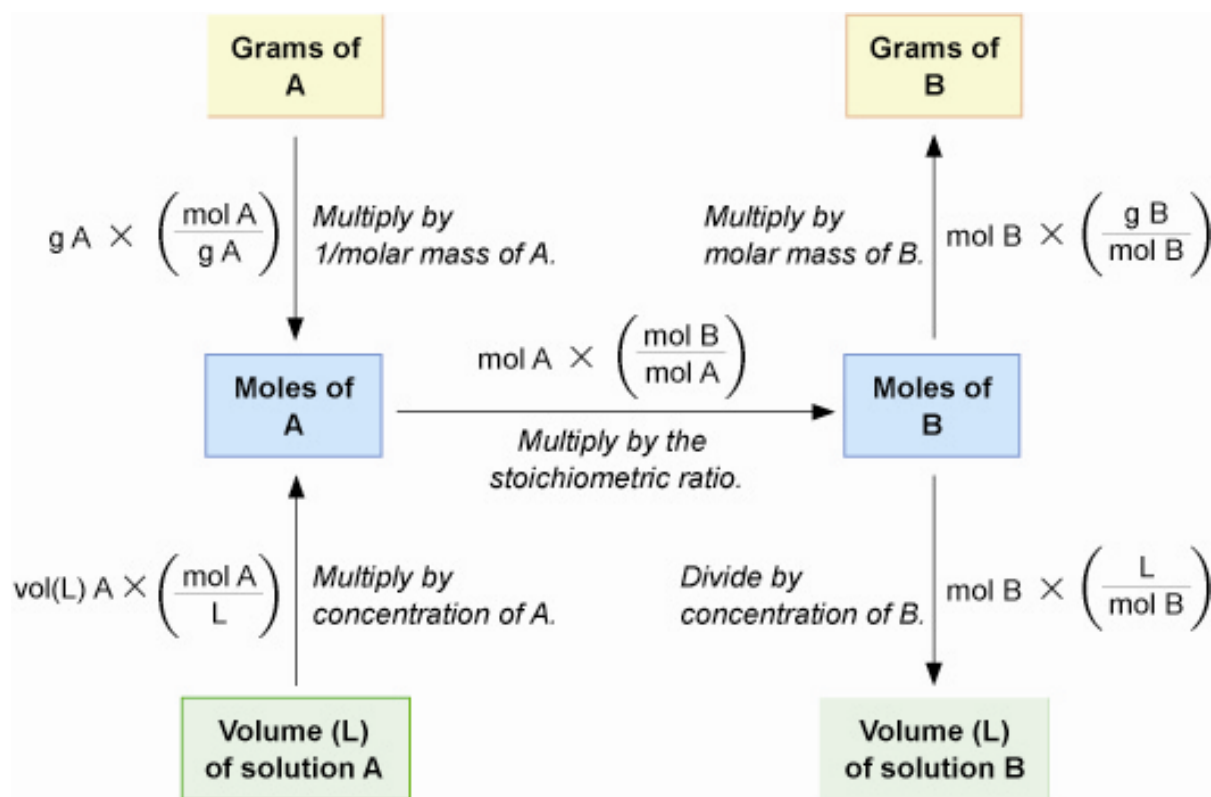 Grams of
A
Grams of
B
g A × (mol A / g A)
Multiply by
1/molar mass of A.
Multiply by
molar mass of B.
mol B × (g B / mol B)
Moles of
A
mol A × (mol B / mol A)
Multiply by the
stoichiometric ratio.
Moles of
B
vol(L) A × (mol A / L)
Multiply by
concentration of A.
Divide by
concentration of B.
mol B × (L / mol B)
Volume (L)
of solution A
Volume (L)
of solution B